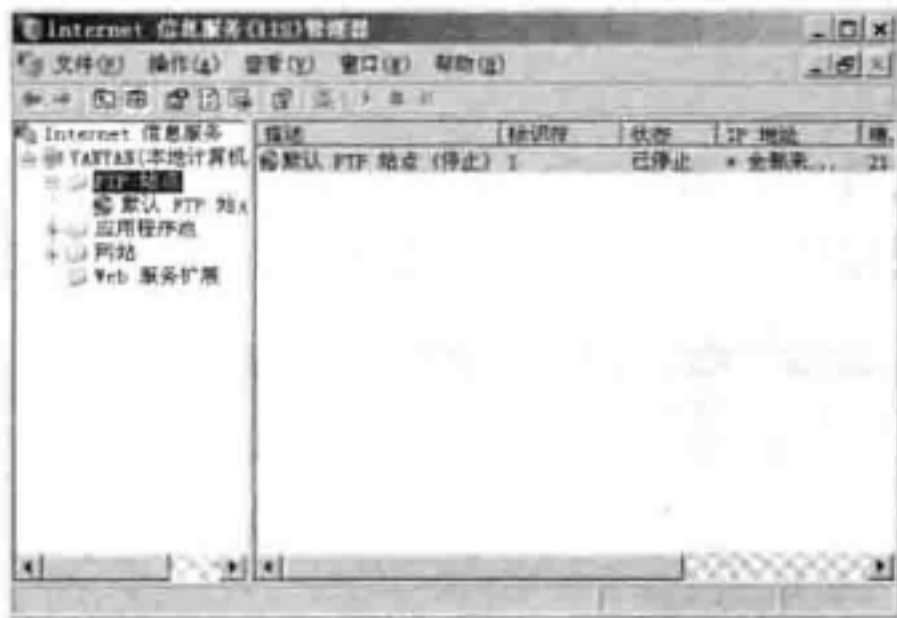 Internet 信息服务(IIS)管理器
文件(F) 操作(A) 查看(V) 窗口(W) 帮助(H)
Internet 信息服务
YANYAN(本地计算机
FTP 站点
默认 FTP 站点
应用程序池
网站
Web 服务扩展
描述 标识符 状态 IP 地址 端.
默认 FTP 站点 (停止) 1 已停止 * 全部未... 21